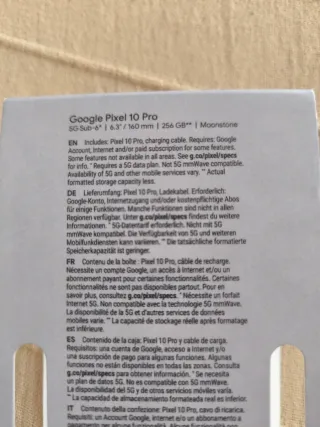 Google Pixel 10 Pro
5G-Sub-6* | 6.3" / 160 mm | 256 GB** | Moonstone
EN Includes: Pixel 10 Pro, charging cable. Requires: Google
Account, Internet and/or paid subscription for some features.
Some features not available in all areas. See g.co/pixel/specs
for info. * Requires a 5G data plan. Not 5G mmWave compatible.
Availability of 5G and other mobile services vary. ** Actual
formatted storage capacity less.
DE Lieferumfang: Pixel 10 Pro, Ladekabel. Erforderlich:
Google-Konto, Internetzugang und/oder kostenpflichtige Abos
für einige Funktionen. Manche Funktionen sind nicht in allen
Regionen verfügbar. Unter g.co/pixel/specs findest du weitere
Informationen. * 5G-Datentarif erforderlich. Nicht mit 5G
mmWave kompatibel. Die Verfügbarkeit von 5G und weiteren
Mobilfunkdiensten kann variieren. ** Die tatsächliche formatierte
Speicherkapazität ist geringer.
FR Contenu de la boîte : Pixel 10 Pro, câble de recharge.
Nécessite un compte Google, un accès à Internet et/ou un
abonnement payant pour certaines fonctionnalités. Certaines
fonctionnalités ne sont pas disponibles partout. Pour en
savoir plus, consultez g.co/pixel/specs. * Nécessite un forfait
Internet 5G. Non compatible avec la technologie 5G mmWave.
La disponibilité de la 5G et d'autres services de données
mobiles varie. ** La capacité de stockage réelle après formatage
est inférieure.
ES Contenido de la caja: Pixel 10 Pro y cable de carga.
Requisitos: una cuenta de Google, acceso a Internet y/o
una suscripción de pago para algunas funciones. Algunas
funciones no están disponibles en todas las zonas. Consulta
g.co/pixel/specs para obtener información. * Se necesita
un plan de datos 5G. No es compatible con 5G mmWave.
La disponibilidad del 5G y de otros servicios móviles varía.
** La capacidad de almacenamiento formateada real es inferior.
IT Contenuto della confezione: Pixel 10 Pro, cavo di ricarica.
Requisiti: un Account Google, Internet e/o un abbonamento a